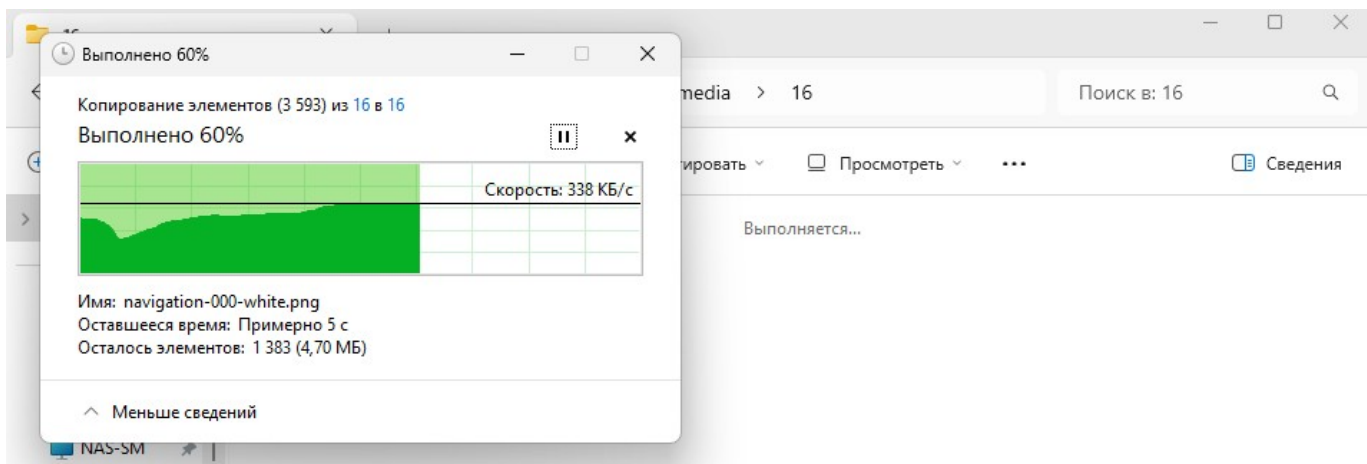 Выполнено 60%
Копирование элементов (3 593) из 16 в 16
Выполнено 60%
Скорость: 338 КБ/с
Имя: navigation-000-white.png
Оставшееся время: Примерно 5 с
Осталось элементов: 1 383 (4,70 МБ)
Меньше сведений
media > 16
Поиск в: 16
Просмотреть
Сведения
Выполняется...
NAS-SM